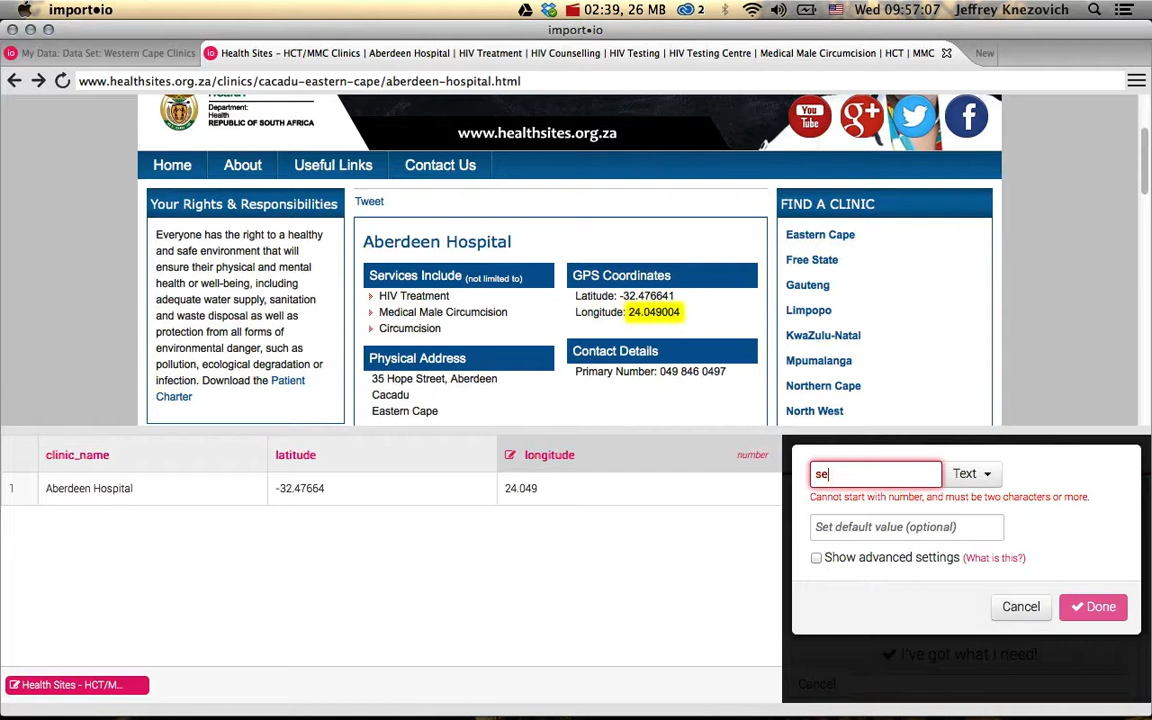 import•io 02:39, 26 MB 2 Wed 09:57:07 Jeffrey Knezovich
import•io
My Data: Data Set: Western Cape Clinics Health Sites - HCT/MMC Clinics | Aberdeen Hospital | HIV Treatment | HIV Counselling | HIV Testing | HIV Testing Centre | Medical Male Circumcision | HCT | MMC New
www.healthsites.org.za/clinics/cacadu-eastern-cape/aberdeen-hospital.html
Department:
Health
REPUBLIC OF SOUTH AFRICA
www.healthsites.org.za
You
Tube
Home About Useful Links Contact Us
Your Rights & Responsibilities
Everyone has the right to a healthy
and safe environment that will
ensure their physical and mental
health or well-being, including
adequate water supply, sanitation
and waste disposal as well as
protection from all forms of
environmental danger, such as
pollution, ecological degradation or
infection. Download the Patient
Charter
Tweet
Aberdeen Hospital
Services Include (not limited to)
HIV Treatment
Medical Male Circumcision
Circumcision
Physical Address
35 Hope Street, Aberdeen
Cacadu
Eastern Cape
GPS Coordinates
Latitude: -32.476641
Longitude: 24.049004
Contact Details
Primary Number: 049 846 0497
FIND A CLINIC
Eastern Cape
Free State
Gauteng
Limpopo
KwaZulu-Natal
Mpumalanga
Northern Cape
North West
clinic_name latitude longitude number
1 Aberdeen Hospital -32.47664 24.049
se Text
Cannot start with number, and must be two characters or more.
Set default value (optional)
Show advanced settings (What is this?)
Cancel Done
I've got what I need!
Cancel
Health Sites - HCT/M...